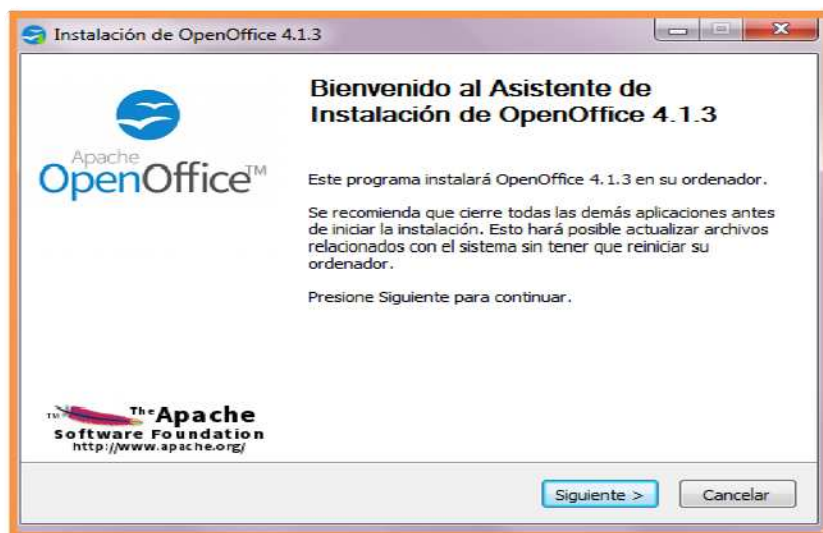 Instalación de OpenOffice 4.1.3
Bienvenido al Asistente de
Instalación de OpenOffice 4.1.3
Apache
OpenOffice™
Este programa instalará OpenOffice 4.1.3 en su ordenador.
Se recomienda que cierre todas las demás aplicaciones antes
de iniciar la instalación. Esto hará posible actualizar archivos
relacionados con el sistema sin tener que reiniciar su
ordenador.
Presione Siguiente para continuar.
TM The Apache
Software Foundation
http://www.apache.org/
Siguiente >
Cancelar